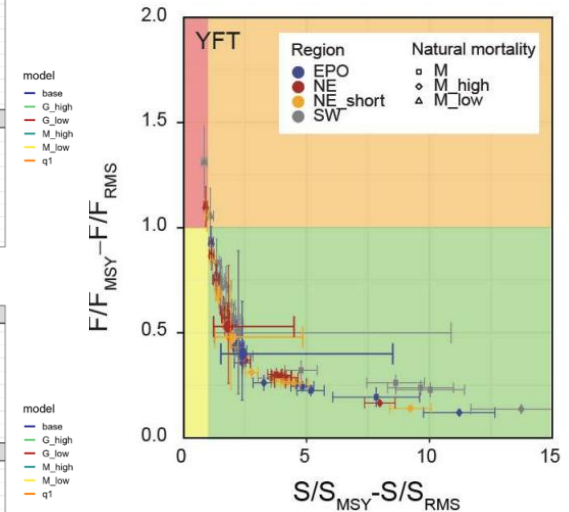 model
base
G_high
G_low
M_high
M_low
q1
model
base
G_high
G_low
M_high
M_low
q1
YFT
Region
EPO
NE
NE_short
SW
Natural mortality
M
M_high
M_low
2.0
1.5
1.0
0.5
0.0
F/FMSY–F/FRMS
0
5
10
15
S/SMSY-S/SRMS